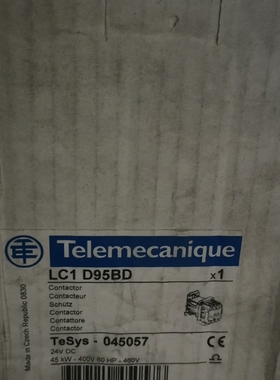 Telemecanique
LC1 D95BD x1
Contactor
Contacteur
Schütz
Contactor
Contattore
Contactor
TeSys - 045057
24V DC
45 kW - 400V 60 HP - 460V
Made in Czech Republic 0830